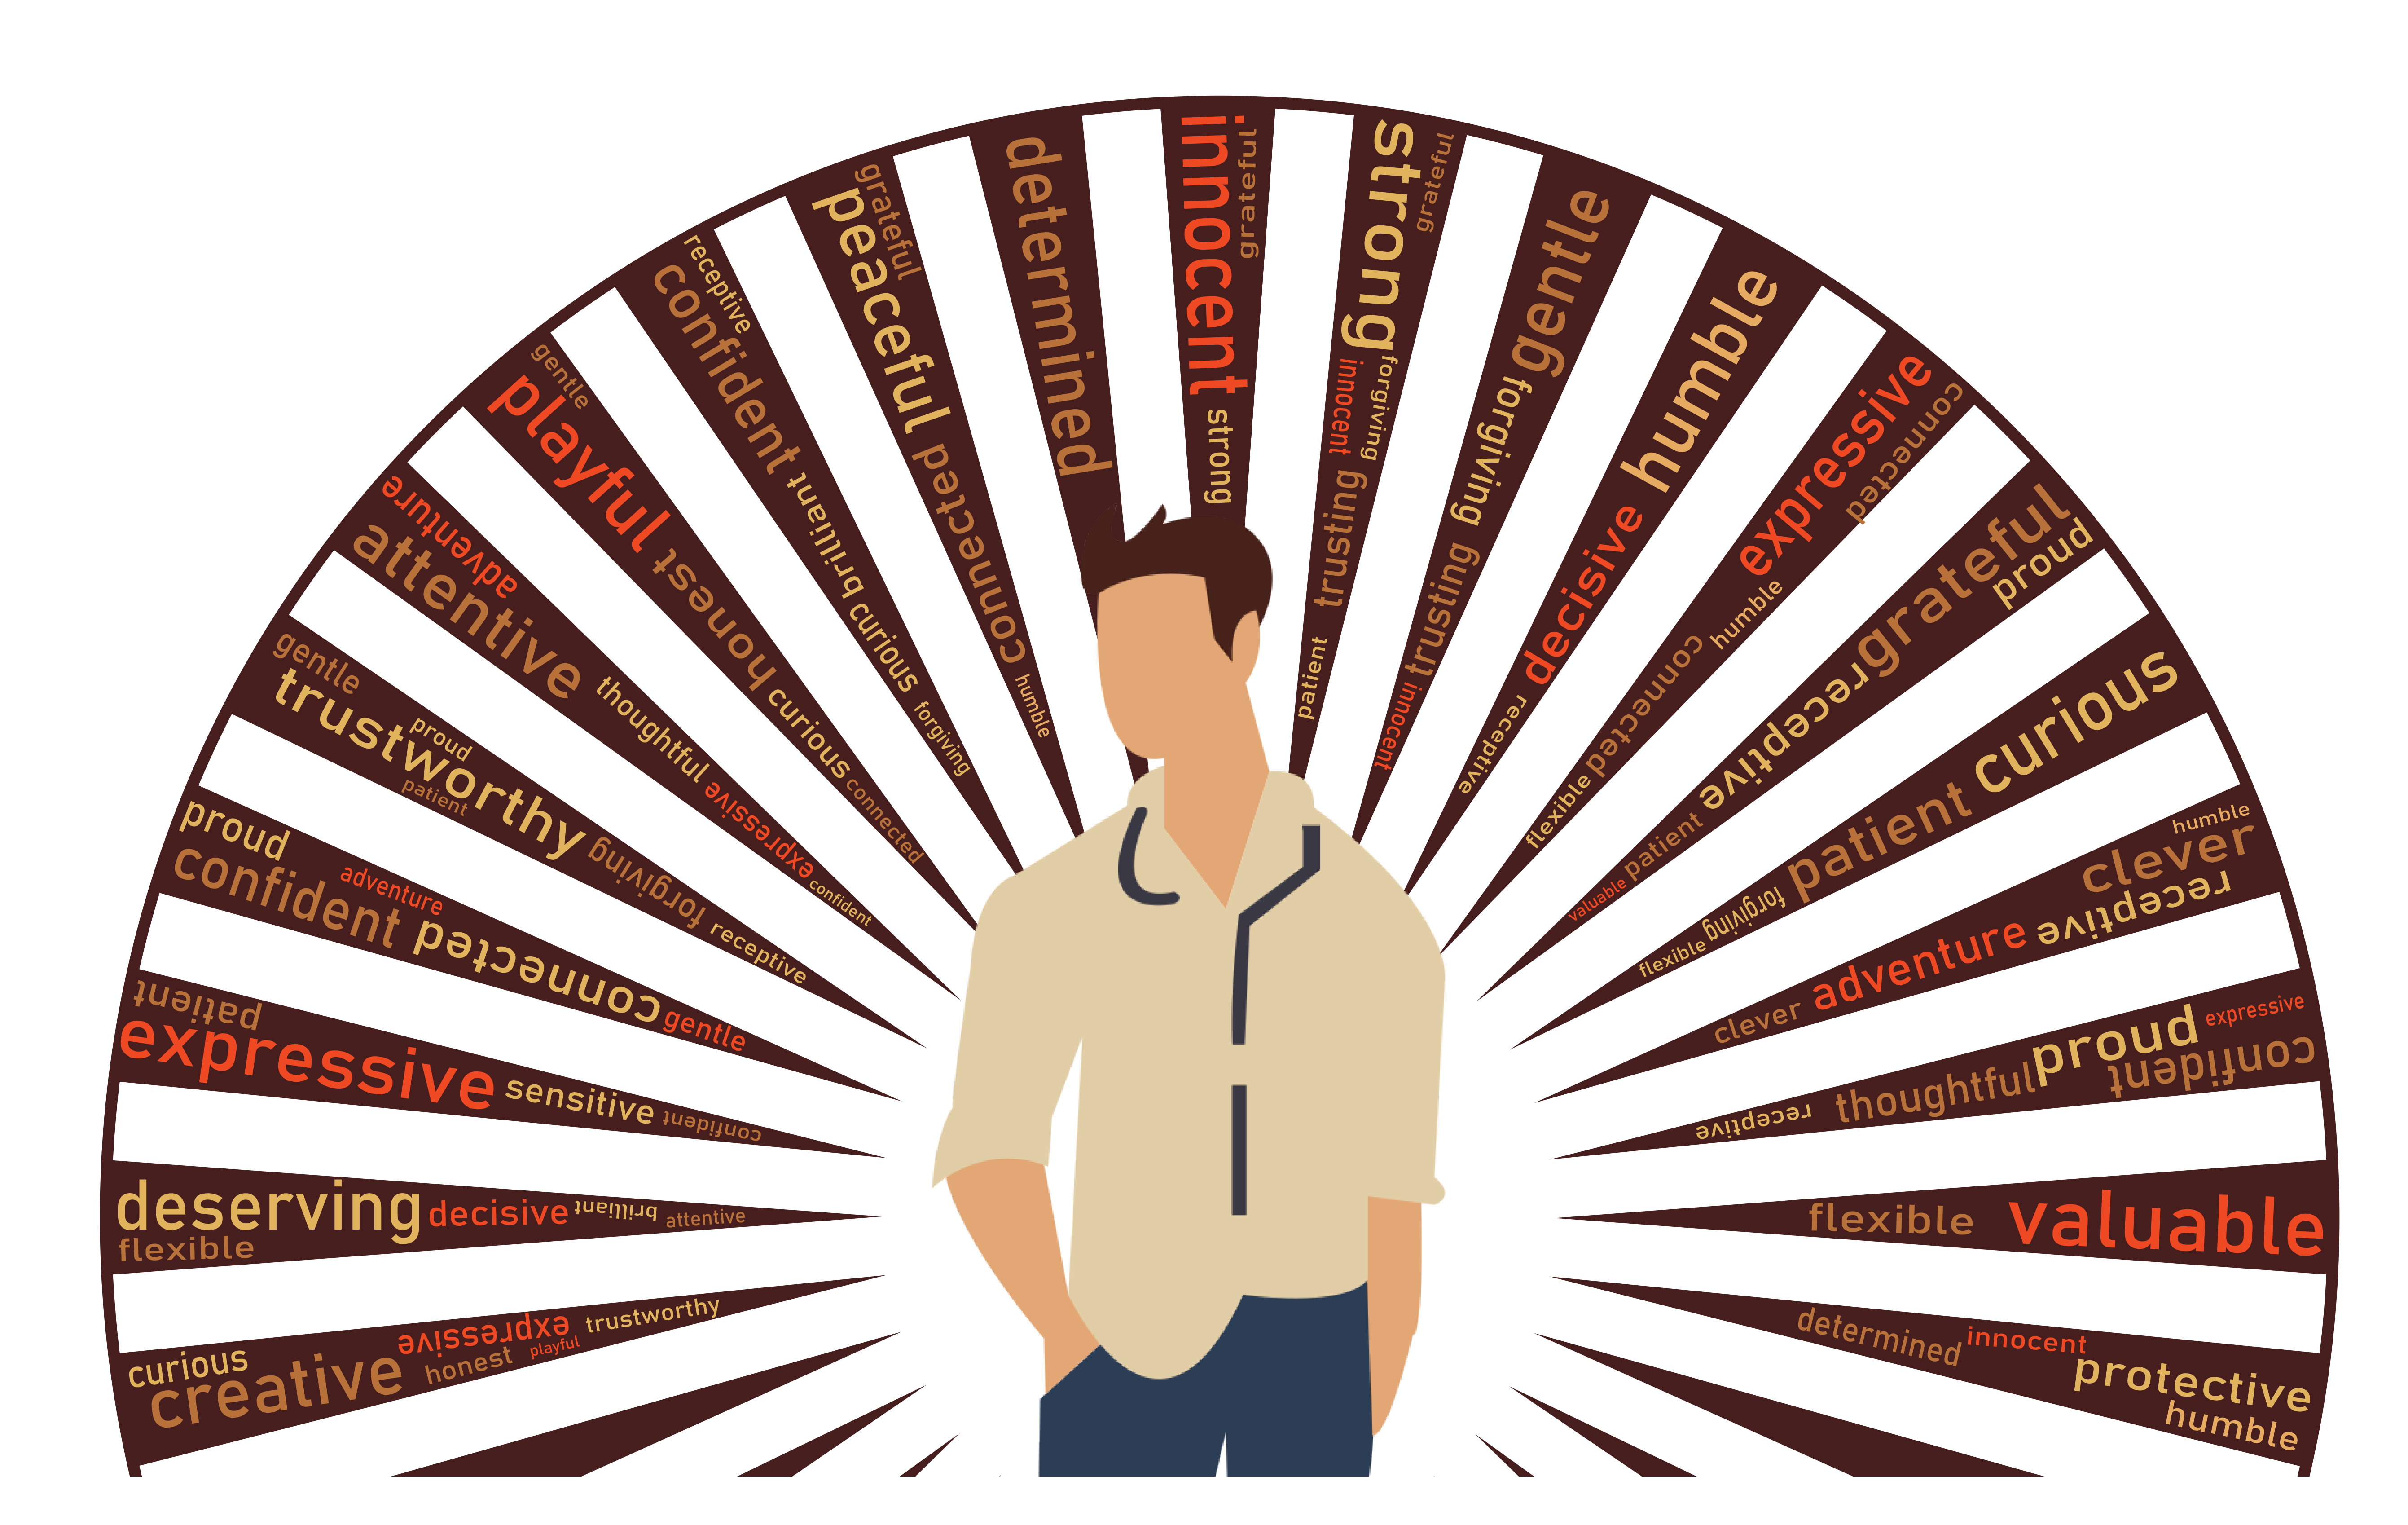 curious
creative
expressive
honest
playful
trustworthy
deserving
flexible
decisive
brilliant
attentive
patient
expressive
sensitive
confident
proud
confident
adventure
connected
gentle
gentle
trustworthy
proud
patient
forgiving
receptive
adventure
attentive
thoughtful
expressive
confident
gentle
playful
honest
curious
connected
receptive
confident
brilliant
curious
forgiving
grateful
peaceful
connected
humble
determined
innocent
grateful
strong
strong
grateful
forgiving
innocent
trusting
patient
gentle
forgiving
trusting
innocent
humble
decisive
receptive
expressive
connected
humble
connected
flexible
grateful
proud
receptive
patient
valuable
curious
patient
forgiving
flexible
humble
clever
receptive
adventure
clever
expressive
proud
confident
thoughtful
receptive
valuable
flexible
determined
innocent
protective
humble